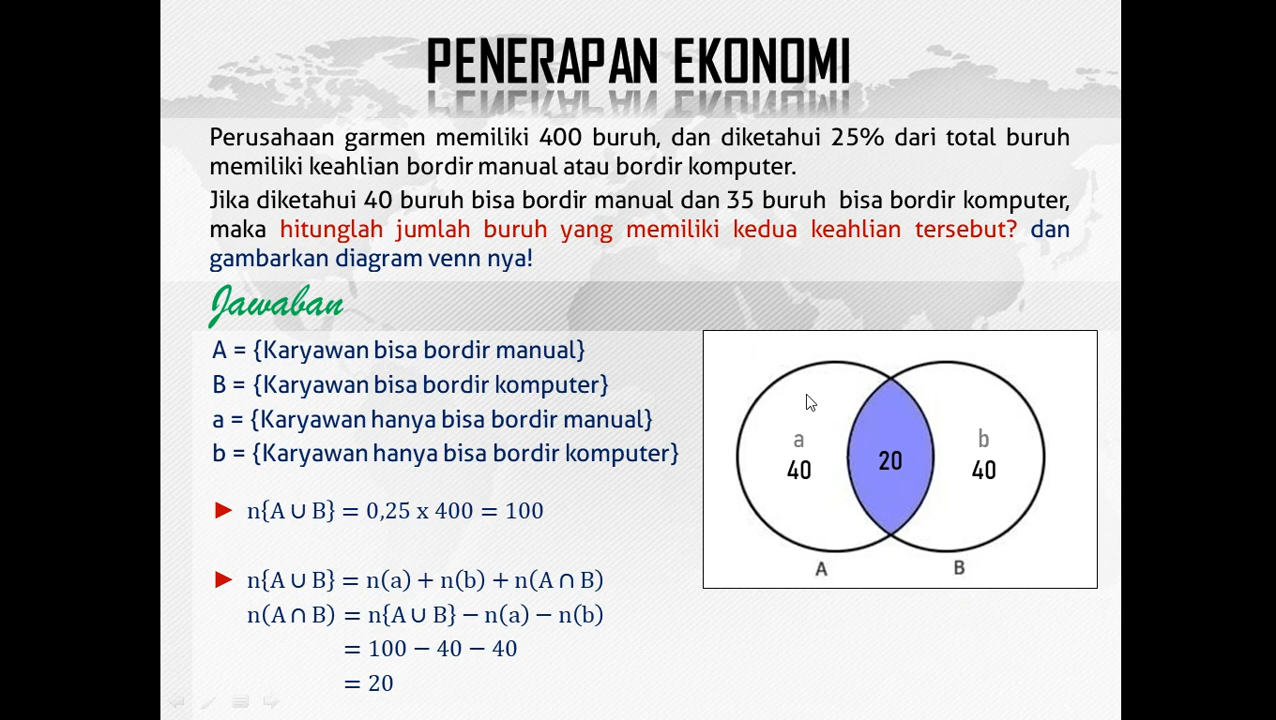 PENERAPAN EKONOMI
Perusahaan garmen memiliki 400 buruh, dan diketahui 25% dari total buruh
memiliki keahlian bordir manual atau bordir komputer.
Jika diketahui 40 buruh bisa bordir manual dan 35 buruh bisa bordir komputer,
maka hitunglah jumlah buruh yang memiliki kedua keahlian tersebut? dan
gambarkan diagram venn nya!
Jawaban
A = {Karyawan bisa bordir manual}
B = {Karyawan bisa bordir komputer}
a = {Karyawan hanya bisa bordir manual}
b = {Karyawan hanya bisa bordir komputer}
► n{A ∪ B} = 0,25 x 400 = 100
► n{A ∪ B} = n(a) + n(b) + n(A ∩ B)
n(A ∩ B) = n{A ∪ B} − n(a) − n(b)
= 100 − 40 − 40
= 20
a b
40 20 40
A B